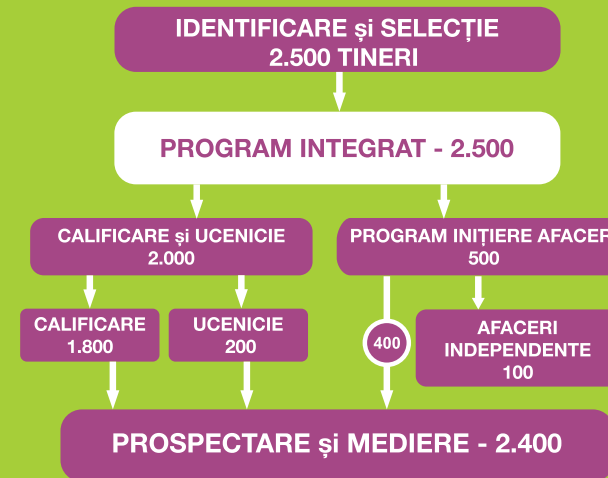 IDENTIFICARE și SELECȚIE
2.500 TINERI
PROGRAM INTEGRAT - 2.500
CALIFICARE și UCENICIE
2.000
PROGRAM INIȚIERE AFACER
500
CALIFICARE
1.800
UCENICIE
200
400
AFACERI
INDEPENDENTE
100
PROSPECTARE și MEDIERE - 2.400